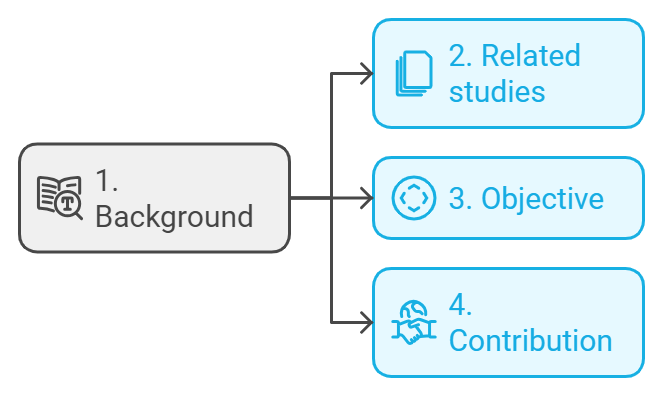 1.
Background
2. Related
studies
3. Objective
4.
Contribution